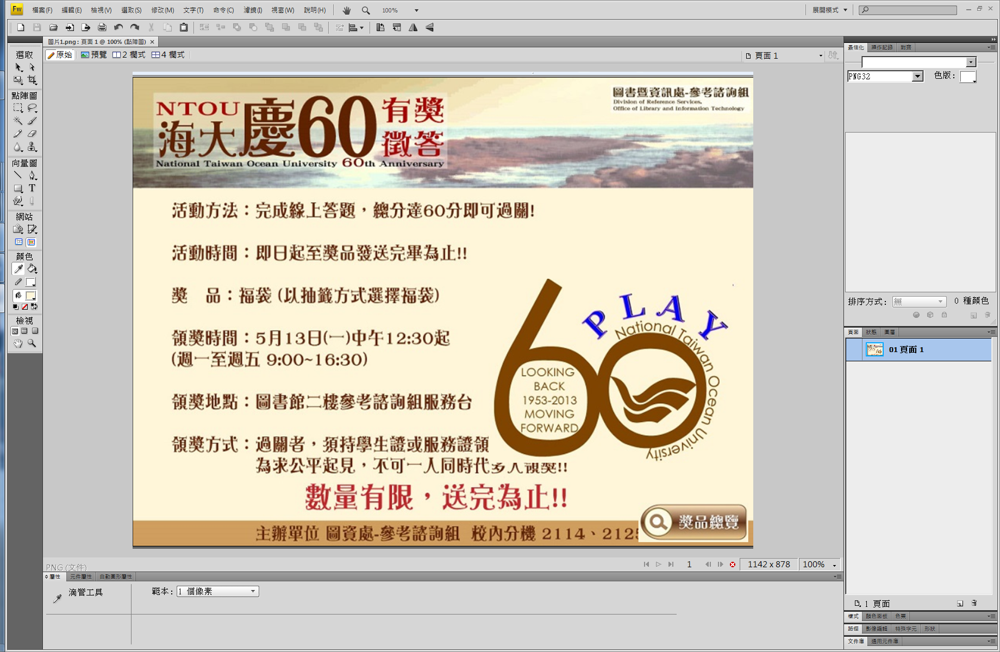 Fw 檔案(F) 編輯(E) 檢視(V) 選取(S) 修改(M) 文字(T) 命令(C) 濾鏡(I) 視窗(W) 說明(H) 100% 展開模式
圖片1.png : 頁面 1 @ 100% (點陣圖)
原始 預覽 2 欄式 4 欄式 頁面 1
選取
點陣圖
向量圖
網站
顏色
檢視
NTOU
海大慶60
有獎
徵答
National Taiwan Ocean University 60th Anniversary
圖書暨資訊處-參考諮詢組
Division of Reference Services,
Office of Library and Information Technology
活動方法：完成線上答題，總分達60分即可過關!
活動時間：即日起至獎品發送完畢為止!!
獎　品：福袋 (以抽籤方式選擇福袋)
領獎時間：5月13日(一)中午12:30起
(週一至週五 9:00~16:30)
領獎地點：圖書館二樓參考諮詢組服務台
領獎方式：過關者，須持學生證或服務證領
為求公平起見，不可一人同時代多人領獎!!
數量有限，送完為止!!
PLAY
National Taiwan Ocean University
LOOKING
BACK
1953-2013
MOVING
FORWARD
主辦單位 圖資處-參考諮詢組 校內分機 2114、2125
獎品總覽
PNG (文件)
1 1142 x 878 100%
屬性 元件屬性 自動圖形屬性
滴管工具 範本： 1 個像素
最佳化 操作記錄 對齊
PNG32 色版：
排序方式： 無 0 種顏色
頁面 狀態 圖層
01 頁面 1
1 頁面
樣式 顏色面板 色票
路徑 影像編輯 特殊字元 形狀
文件庫 通用元件庫